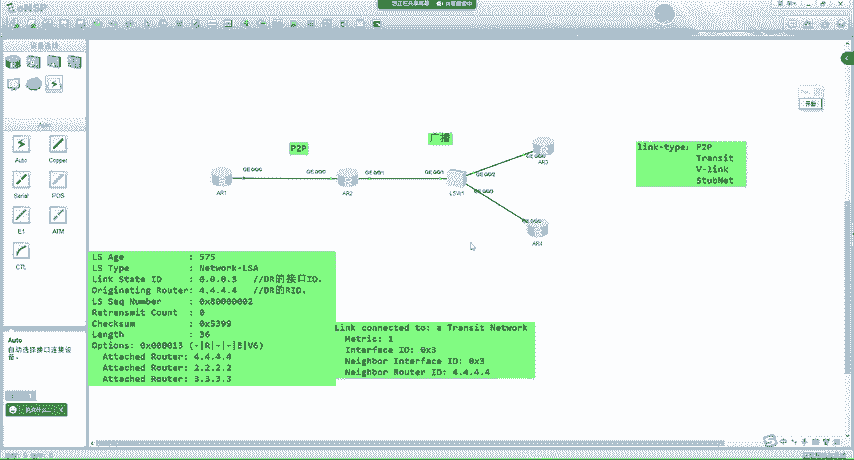 eNSP
P2P
广播
link-type: P2P
Transit
V-link
StubNet
GE 0/0/0
GE 0/0/0
GE 0/0/1
GE 0/0/1
GE 0/0/2
GE 0/0/3
AR1
AR2
LSW1
AR3
AR4
Auto
Auto
Copper
Serial
POS
E1
ATM
CTL
LS Age : 575
LS Type : Network-LSA
Link State ID : 0.0.0.3 //DR的接口ID.
Originating Router: 4.4.4.4 //DR的RID.
LS Seq Number : 0x80000002
Retransmit Count : 0
Checksum : 0x5399
Length : 36
Options: 0x000013 (-|R|-|-|E|V6)
Attached Router: 4.4.4.4
Attached Router: 2.2.2.2
Attached Router: 3.3.3.3
Link connected to: a Transit Network
Metric: 1
Interface ID: 0x3
Neighbor Interface ID: 0x3
Neighbor Router ID: 4.4.4.4
Auto
自动选择接口连接设备。